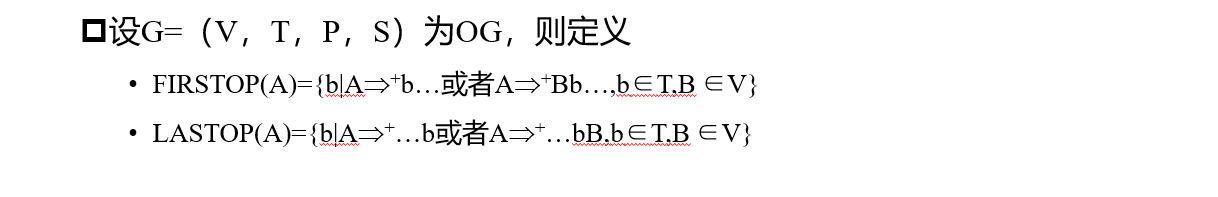 设G=（V，T，P，S）为OG，则定义
• FIRSTOP(A)={b|A⇒⁺b…或者A⇒⁺Bb…,b∈T,B ∈V}
• LASTOP(A)={b|A⇒⁺…b或者A⇒⁺…bB,b∈T,B ∈V}